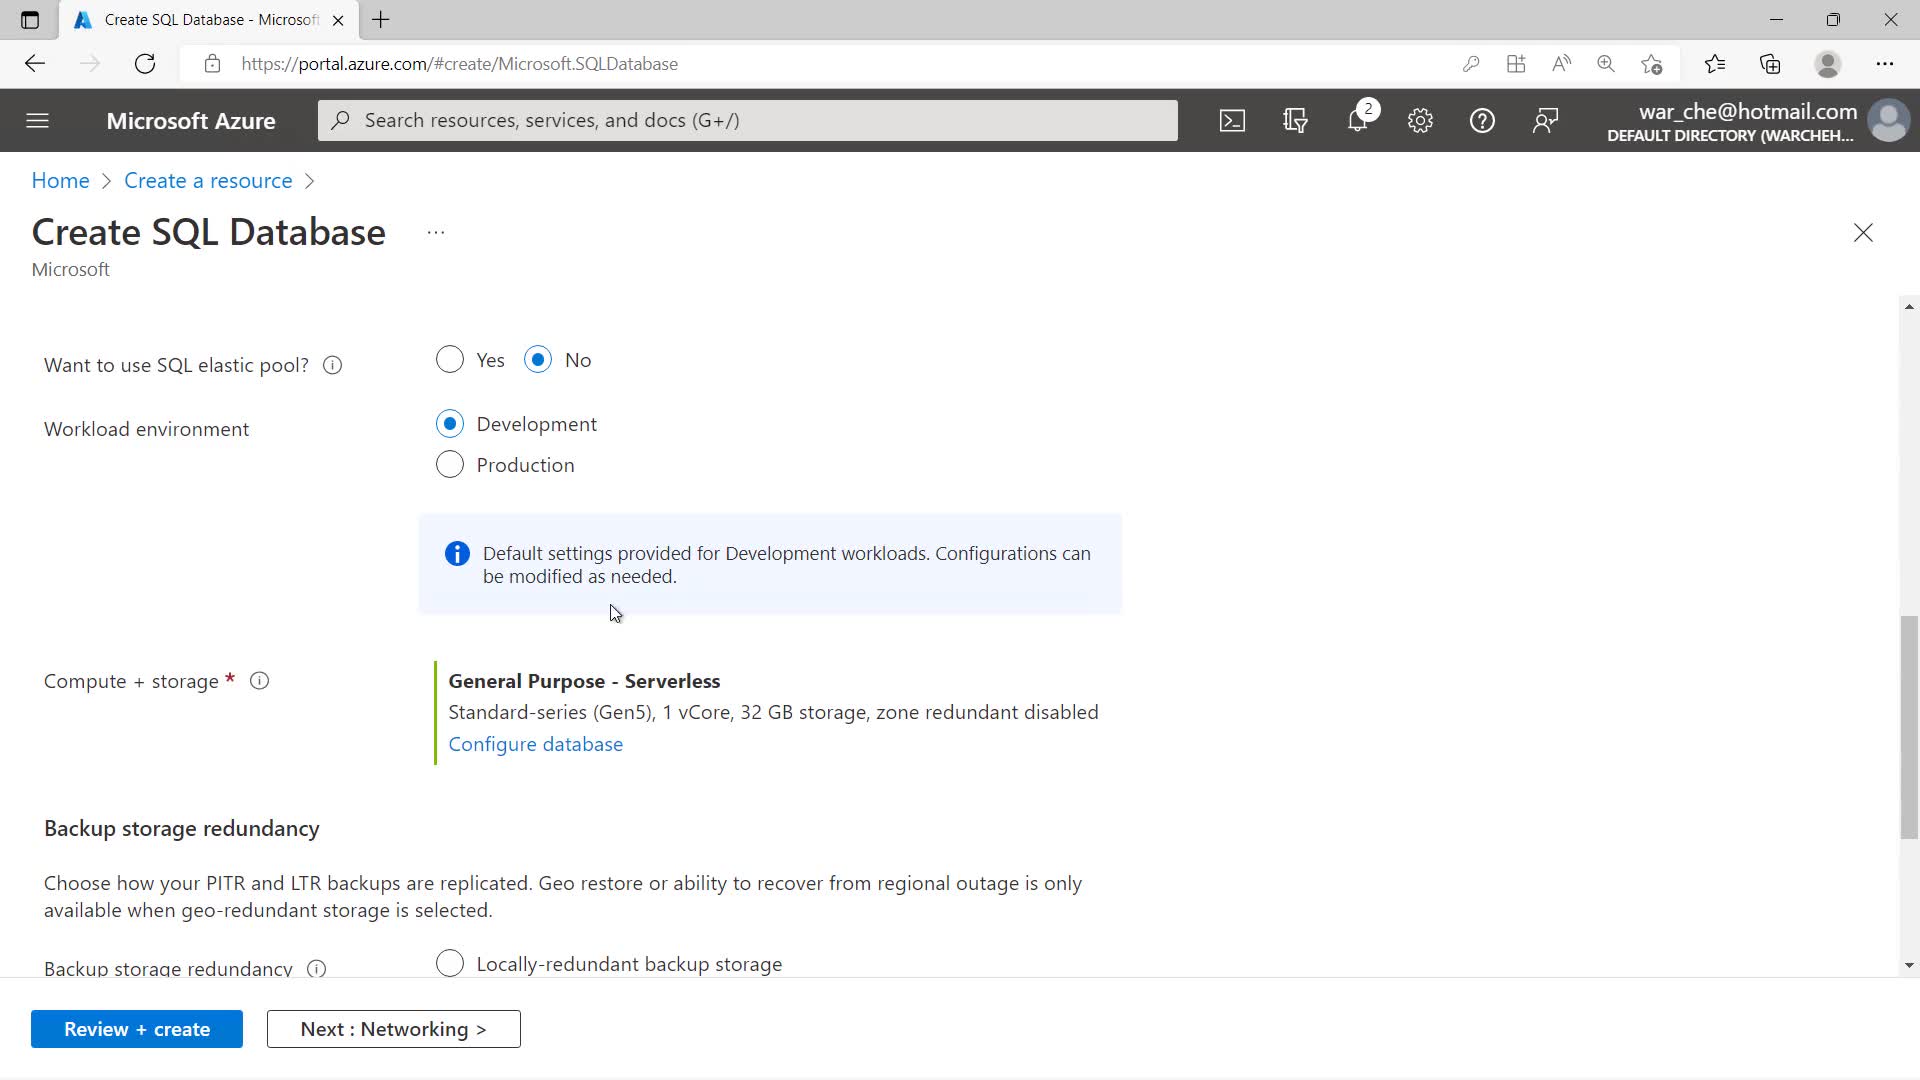 Create SQL Database - Microsoft
https://portal.azure.com/#create/Microsoft.SQLDatabase
Microsoft Azure
Search resources, services, and docs (G+/)
2
war_che@hotmail.com
DEFAULT DIRECTORY (WARCHEH...
Home > Create a resource >
Create SQL Database ...
Microsoft
Want to use SQL elastic pool?
Yes
No
Workload environment
Development
Production
Default settings provided for Development workloads. Configurations can
be modified as needed.
Compute + storage *
General Purpose - Serverless
Standard-series (Gen5), 1 vCore, 32 GB storage, zone redundant disabled
Configure database
Backup storage redundancy
Choose how your PITR and LTR backups are replicated. Geo restore or ability to recover from regional outage is only
available when geo-redundant storage is selected.
Backup storage redundancy
Locally-redundant backup storage
Review + create
Next : Networking >